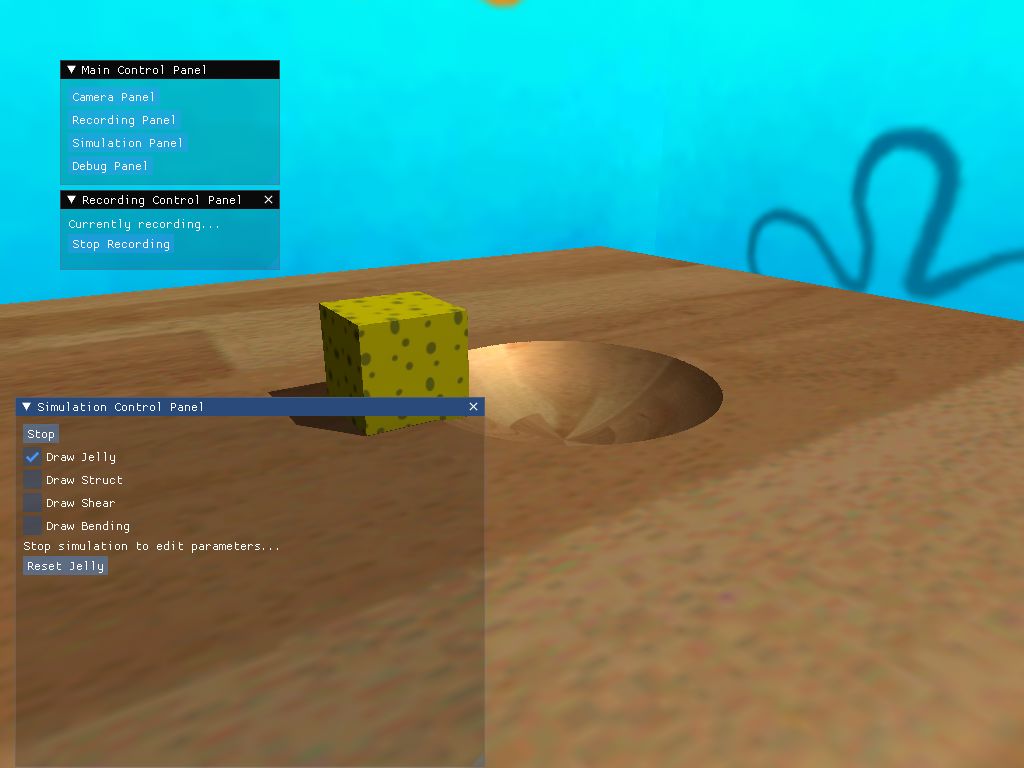 Main Control Panel
Camera Panel
Recording Panel
Simulation Panel
Debug Panel
Recording Control Panel
Currently recording...
Stop Recording
Simulation Control Panel
Stop
Draw Jelly
Draw Struct
Draw Shear
Draw Bending
Stop simulation to edit parameters...
Reset Jelly